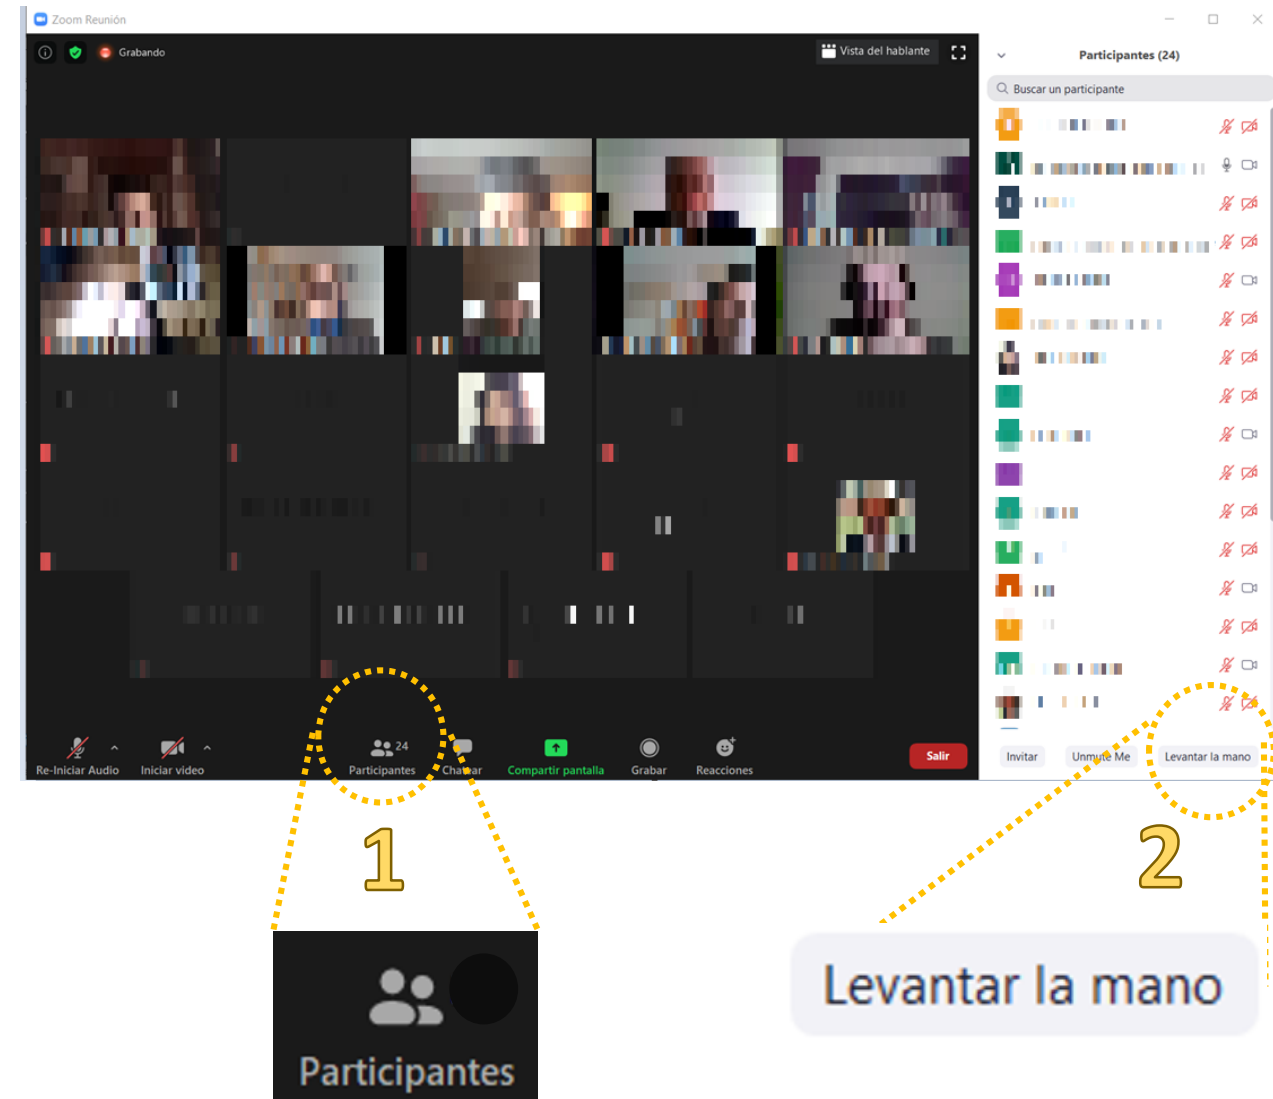 Zoom Reunión
Grabando
Vista del hablante
Participantes (24)
Buscar un participante
24
Re-Iniciar Audio
Iniciar video
Participantes
Chatear
Compartir pantalla
Grabar
Reacciones
Salir
Invitar
Unmute Me
Levantar la mano
1
2
Participantes
Levantar la mano